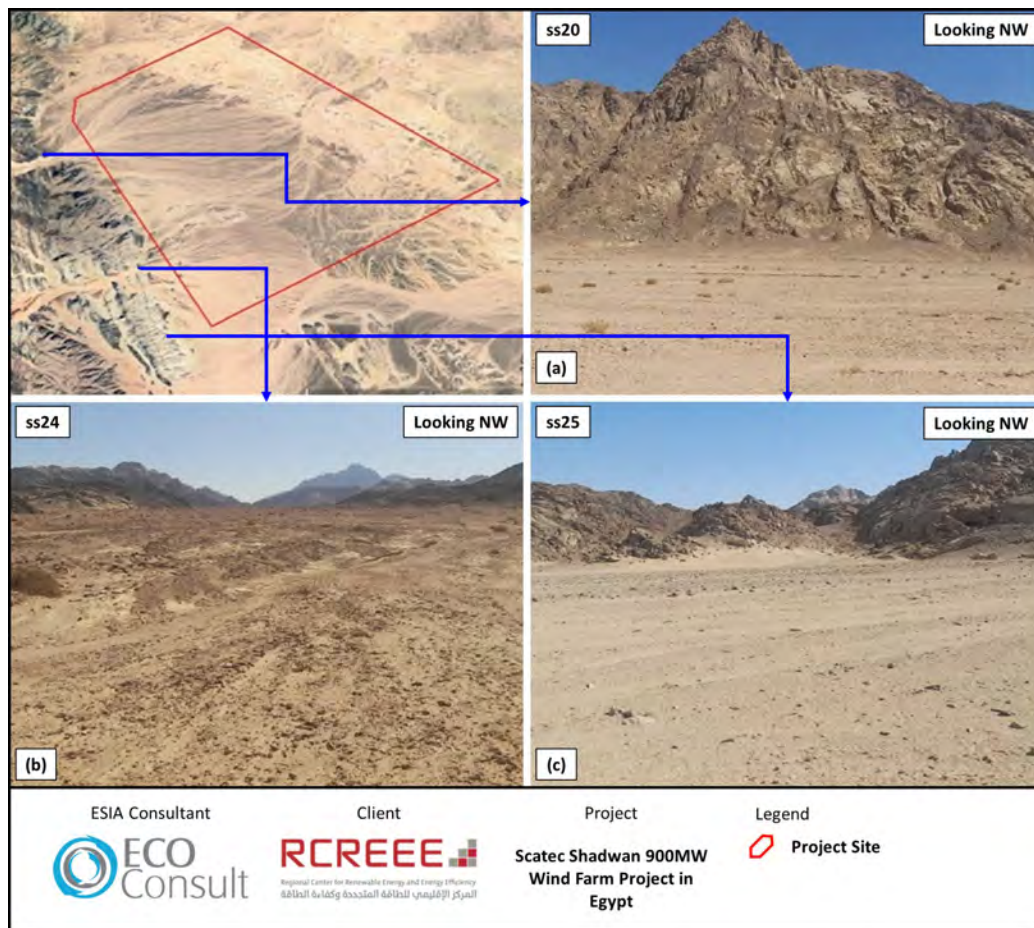 ss20
Looking NW
(a)
ss24
Looking NW
(b)
ss25
Looking NW
(c)
ESIA Consultant
ECO
Consult
Client
RCREEE
Regional Center for Renewable Energy and Energy Efficiency
المركز الإقليمي للطاقة المتجددة وكفاءة الطاقة
Project
Scatec Shadwan 900MW
Wind Farm Project in
Egypt
Legend
Project Site